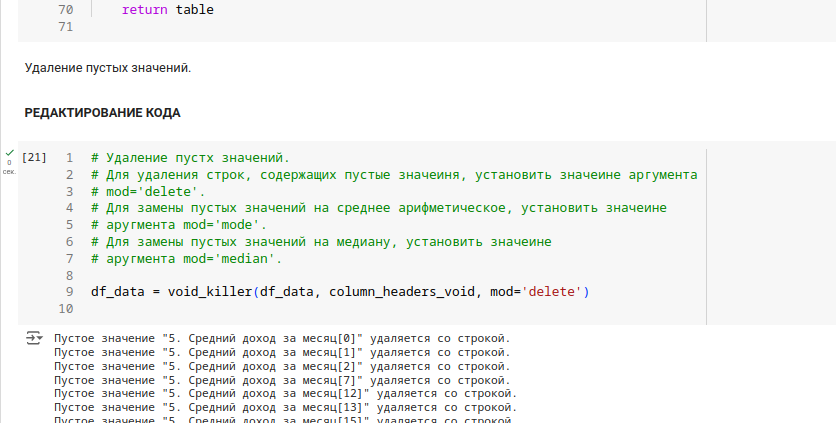 70 return table
71
Удаление пустых значений.
РЕДАКТИРОВАНИЕ КОДА
0 сек. [21] 1 # Удаление пустх значений.
2 # Для удаления строк, содержащих пустые значеиня, установить значеине аргумента
3 # mod='delete'.
4 # Для замены пустых значений на среднее арифметическое, установить значеине
5 # аругмента mod='mode'.
6 # Для замены пустых значений на медиану, установить значеине
7 # аругмента mod='median'.
8
9 df_data = void_killer(df_data, column_headers_void, mod='delete')
10
Пустое значение "5. Средний доход за месяц[0]" удаляется со строкой.
Пустое значение "5. Средний доход за месяц[1]" удаляется со строкой.
Пустое значение "5. Средний доход за месяц[2]" удаляется со строкой.
Пустое значение "5. Средний доход за месяц[7]" удаляется со строкой.
Пустое значение "5. Средний доход за месяц[12]" удаляется со строкой.
Пустое значение "5. Средний доход за месяц[13]" удаляется со строкой.
Пустое значение "5. Средний доход за месяц[15]" удаляется со строкой.